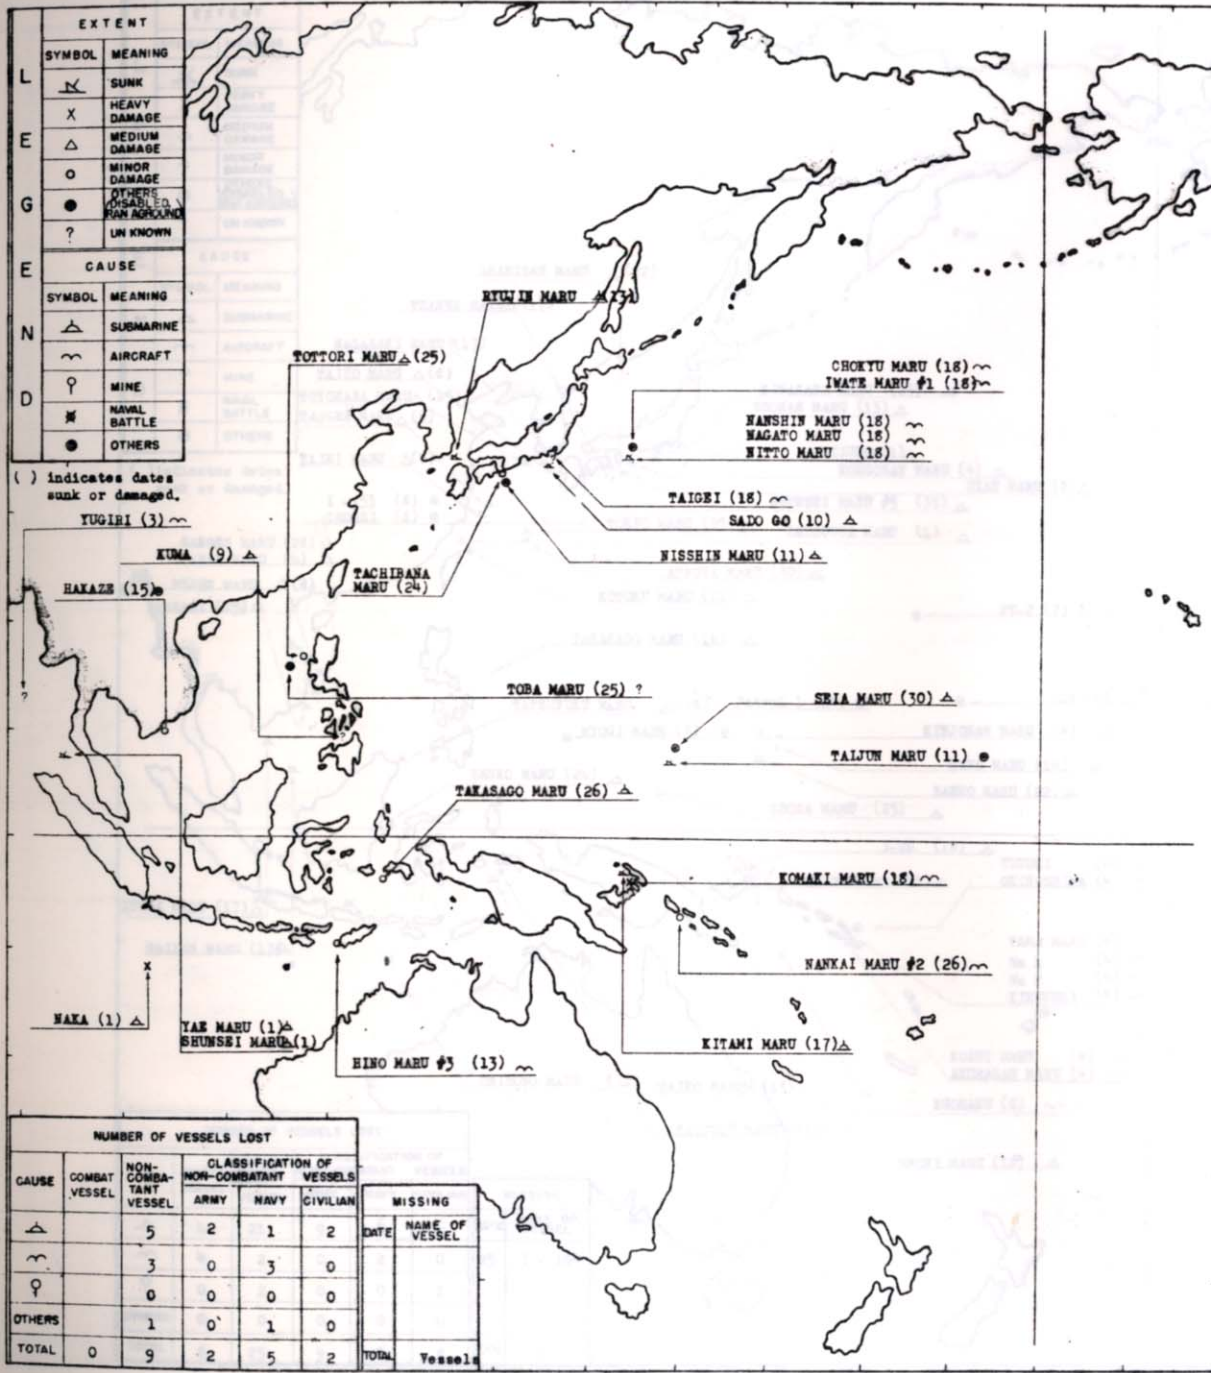 LEGEND
EXTENT
SYMBOL MEANING
SUNK
X HEAVY DAMAGE
△ MEDIUM DAMAGE
○ MINOR DAMAGE
● OTHERS (DISABLED, RAN AGROUND)
? UNKNOWN
CAUSE
SYMBOL MEANING
SUBMARINE
AIRCRAFT
MINE
NAVAL BATTLE
● OTHERS
( ) indicates dates
sunk or damaged.
RYUJIN MARU (13)
TOTTORI MARU (25)
CHOKYU MARU (18)
IWATE MARU #1 (18)
NANSHIN MARU (18)
NAGATO MARU (18)
NITTO MARU (18)
TAIGEI (18)
SADO GO (10)
NISSHIN MARU (11)
YUGIRI (3)
KUMA (9)
HAKAZE (15)
TACHIBANA
MARU (24)
?
TOBA MARU (25) ?
SEIA MARU (30)
TAIJUN MARU (11)
TAKASAGO MARU (26)
KOMAKI MARU (18)
NANKAI MARU #2 (26)
X
NAKA (1)
YAE MARU (1)
SHUNSEI MARU (1)
KITAMI MARU (17)
HINO MARU #3 (13)
NUMBER OF VESSELS LOST
CAUSE COMBAT VESSEL NON-COMBATANT VESSEL CLASSIFICATION OF NON-COMBATANT VESSELS
ARMY NAVY CIVILIAN
5 2 1 2
3 0 3 0
0 0 0 0
OTHERS 1 0 1 0
TOTAL 0 9 2 5 2
MISSING
DATE NAME OF VESSEL
TOTAL Vessels